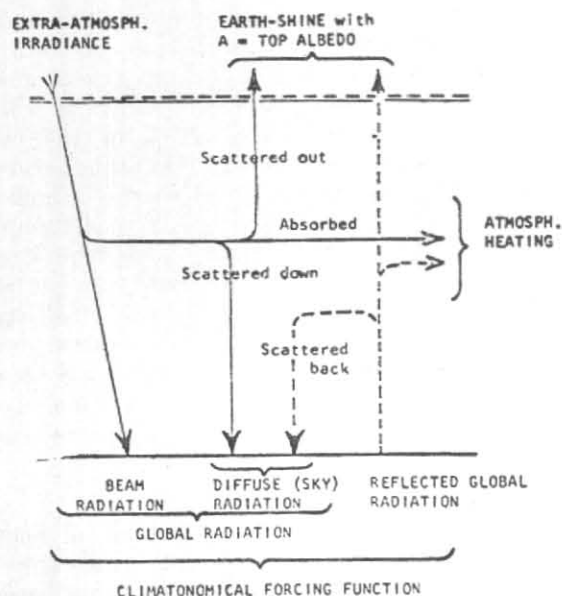 EXTRA-ATMOSPH.
IRRADIANCE
EARTH-SHINE with
A = TOP ALBEDO
Scattered out
Absorbed
ATMOSPH.
HEATING
Scattered down
Scattered
back
BEAM
RADIATION
DIFFUSE (SKY)
RADIATION
REFLECTED GLOBAL
RADIATION
GLOBAL RADIATION
CLIMATONOMICAL FORCING FUNCTION